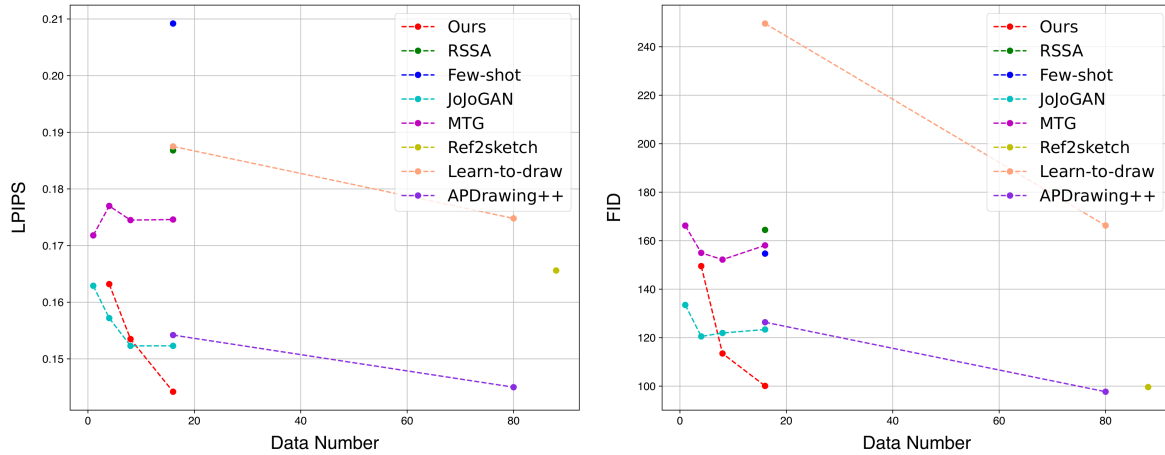 0.21
0.20
0.19
0.18
0.17
0.16
0.15
LPIPS
0 20 40 60 80
Data Number
Ours
RSSA
Few-shot
JoJoGAN
MTG
Ref2sketch
Learn-to-draw
APDrawing++
240
220
200
180
160
140
120
100
FID
0 20 40 60 80
Data Number
Ours
RSSA
Few-shot
JoJoGAN
MTG
Ref2sketch
Learn-to-draw
APDrawing++